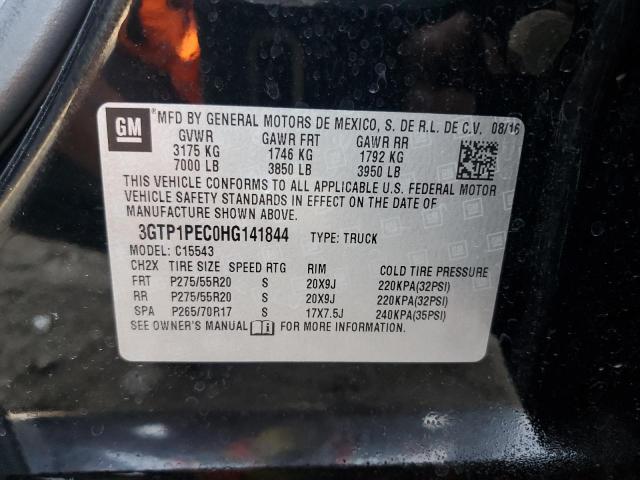 GM
®MFD BY GENERAL MOTORS DE MEXICO, S. DE R.L. DE C.V. 08/16
GVWR GAWR FRT GAWR RR
3175 KG 1746 KG 1792 KG
7000 LB 3850 LB 3950 LB
THIS VEHICLE CONFORMS TO ALL APPLICABLE U.S. FEDERAL MOTOR
VEHICLE SAFETY STANDARDS IN EFFECT ON THE DATE OF
MANUFACTURE SHOWN ABOVE.
3GTP1PEC0HG141844 TYPE: TRUCK
MODEL: C15543
CH2X TIRE SIZE SPEED RTG RIM COLD TIRE PRESSURE
FRT P275/55R20 S 20X9J 220KPA(32PSI)
RR P275/55R20 S 20X9J 220KPA(32PSI)
SPA P265/70R17 S 17X7.5J 240KPA(35PSI)
SEE OWNER'S MANUAL FOR MORE INFORMATION.